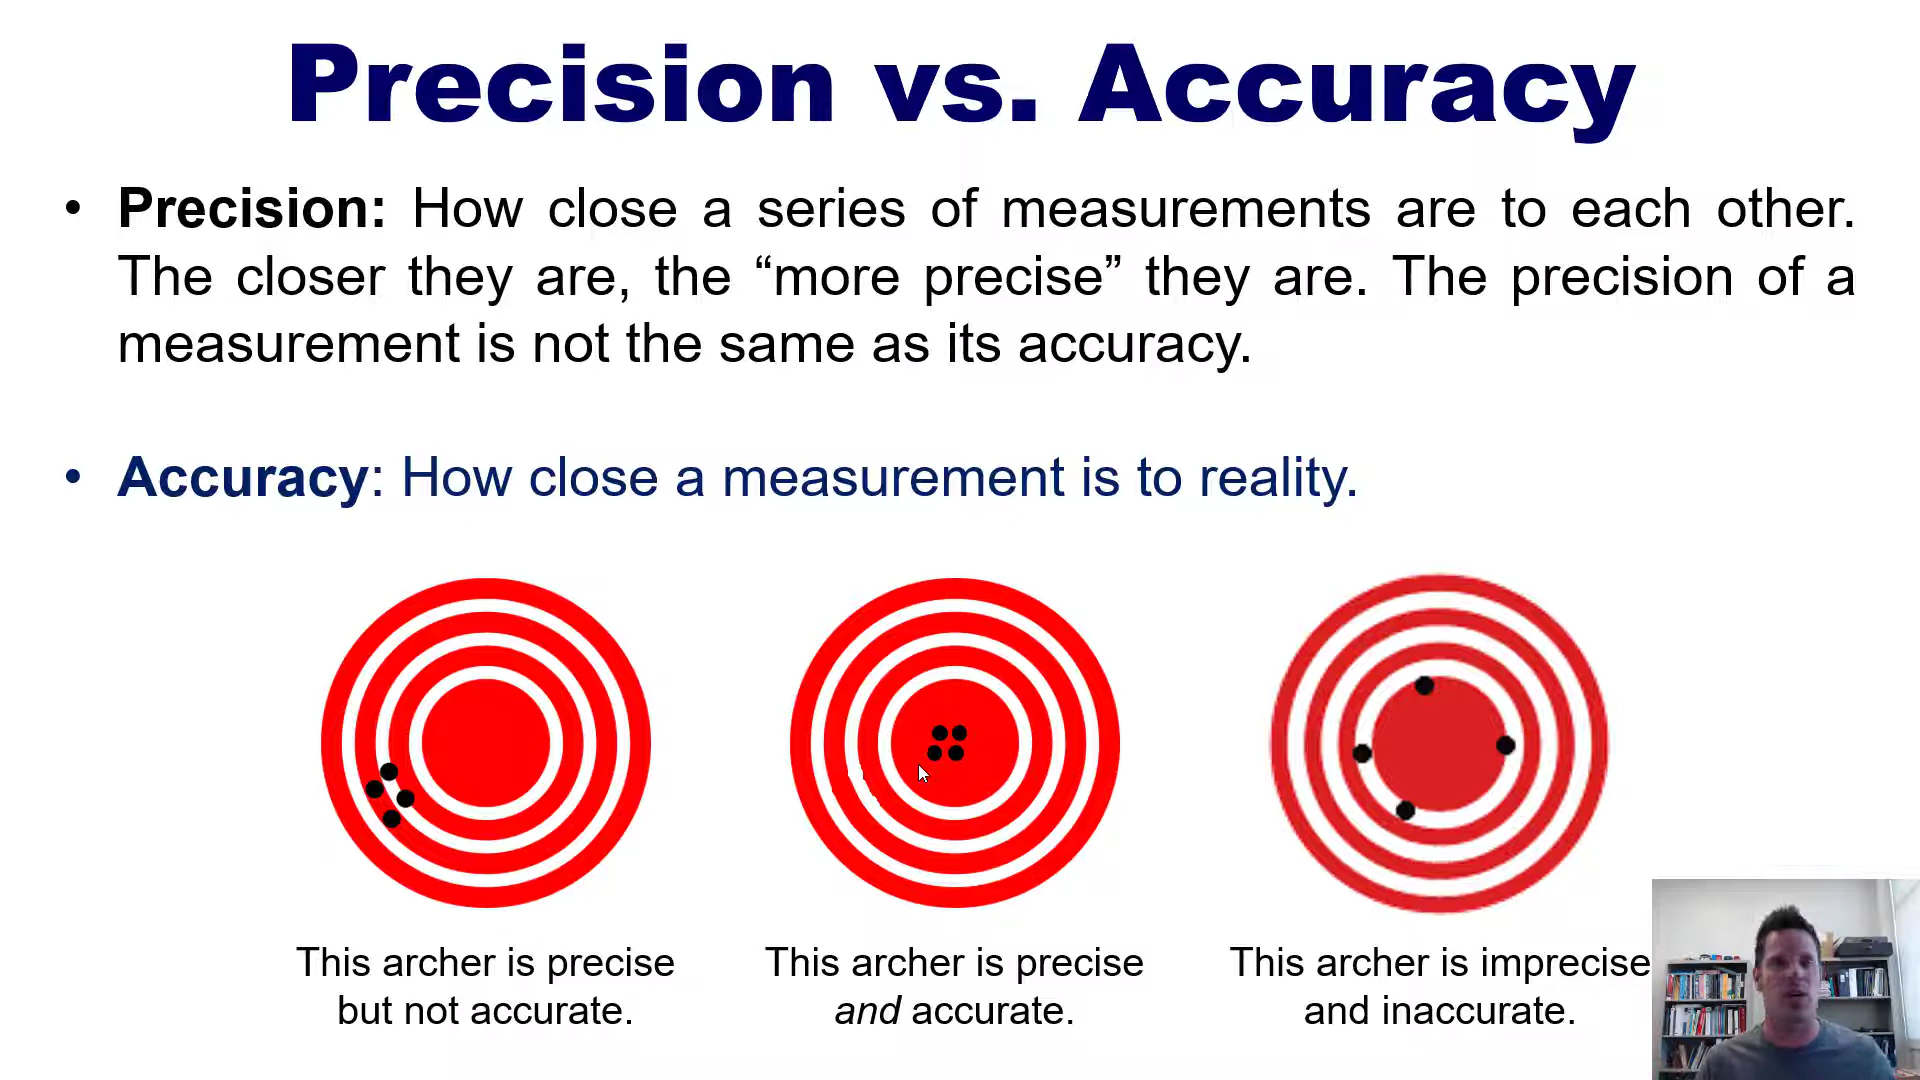 Precision vs. Accuracy
• Precision: How close a series of measurements are to each other.
The closer they are, the “more precise” they are. The precision of a
measurement is not the same as its accuracy.
• Accuracy: How close a measurement is to reality.
This archer is precise
but not accurate.
This archer is precise
and accurate.
This archer is imprecise
and inaccurate.